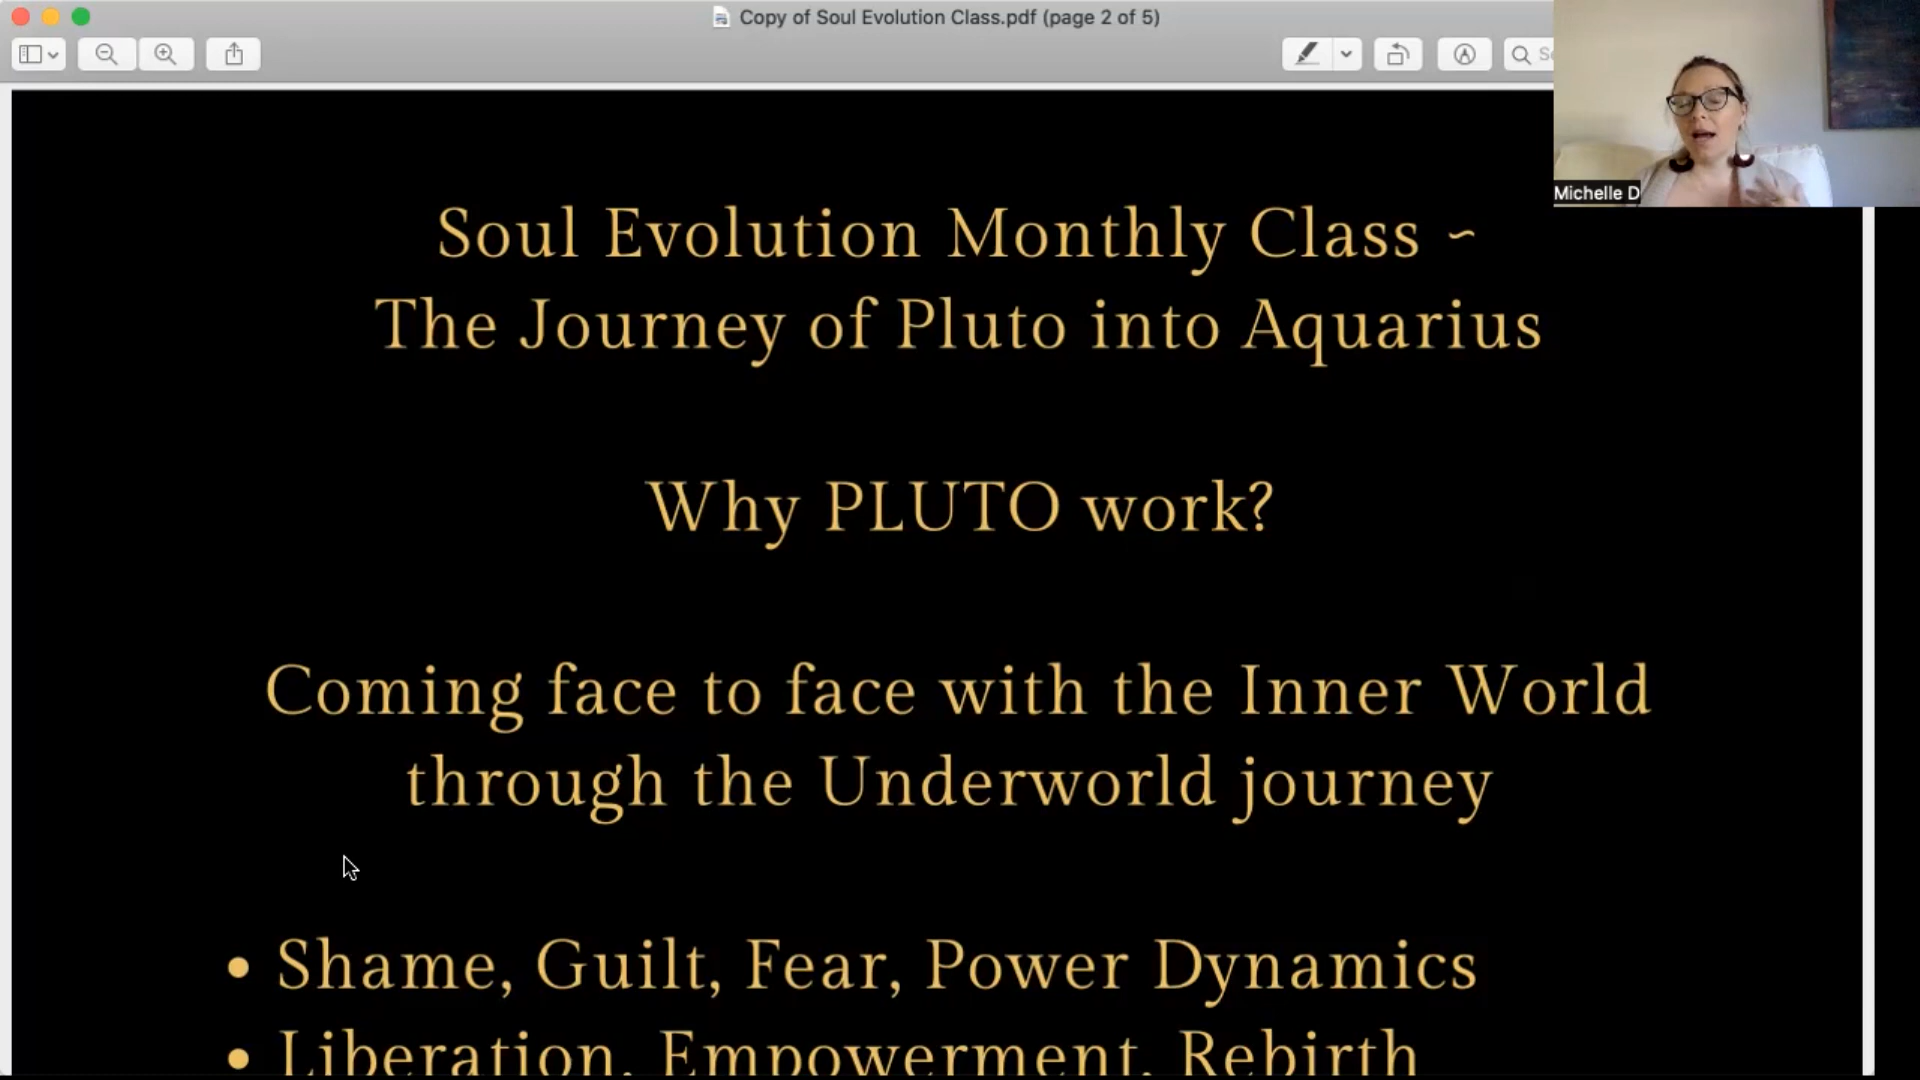 Copy of Soul Evolution Class.pdf (page 2 of 5)
Michelle D
Soul Evolution Monthly Class ~
The Journey of Pluto into Aquarius
Why PLUTO work?
Coming face to face with the Inner World
through the Underworld journey
• Shame, Guilt, Fear, Power Dynamics
• Liberation, Empowerment, Rebirth